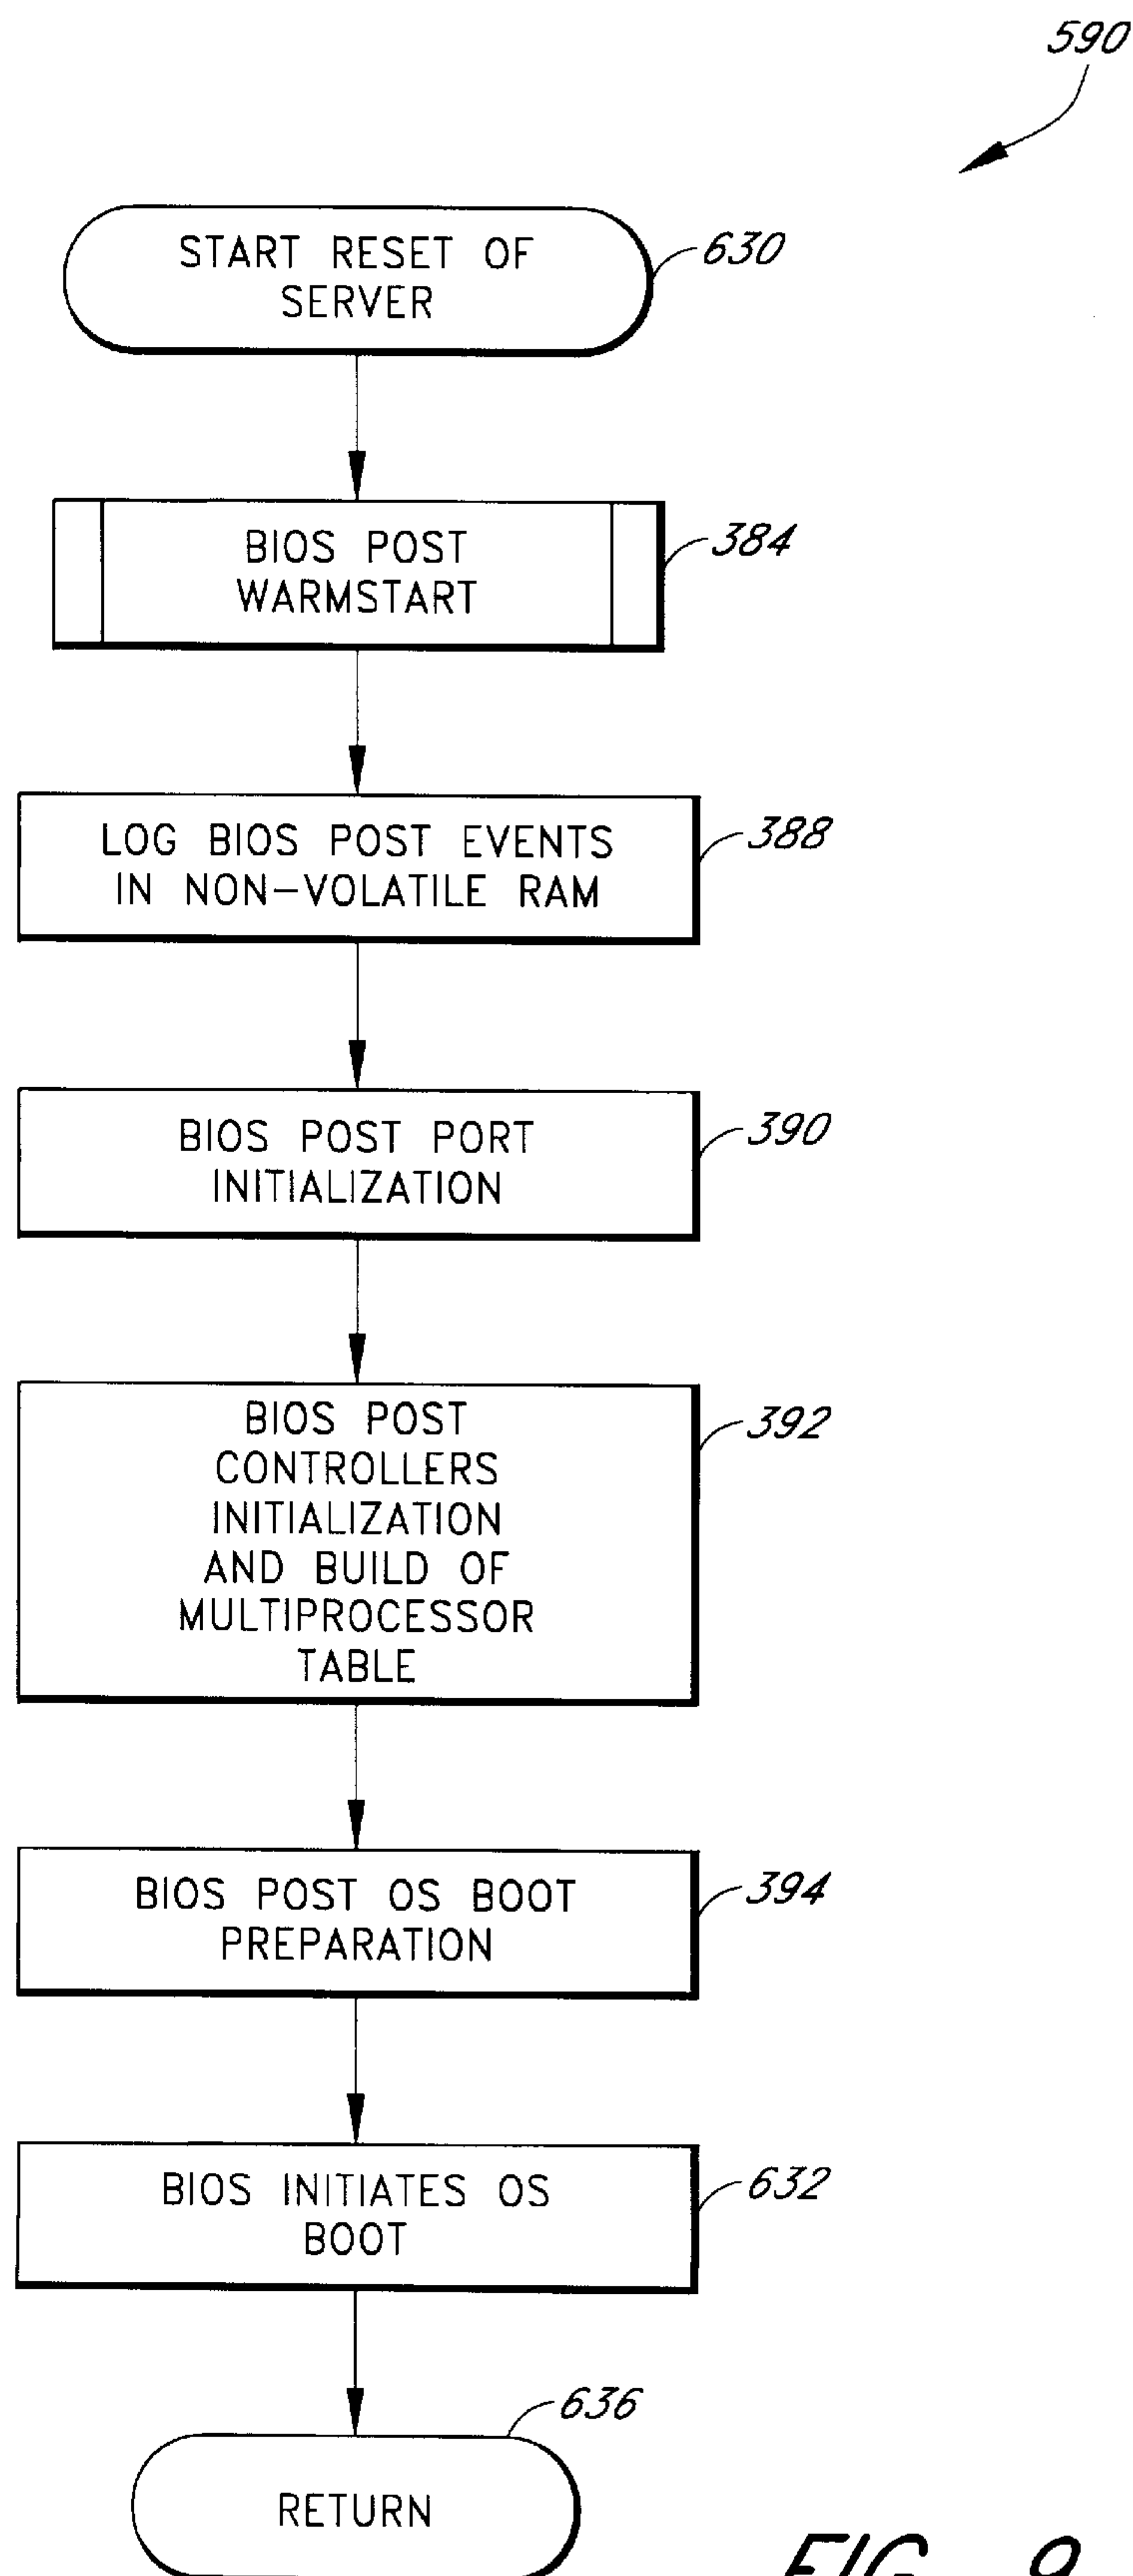 590
START RESET OF
SERVER
630
BIOS POST
WARMSTART
384
LOG BIOS POST EVENTS
IN NON-VOLATILE RAM
388
BIOS POST PORT
INITIALIZATION
390
BIOS POST
CONTROLLERS
INITIALIZATION
AND BUILD OF
MULTIPROCESSOR
TABLE
392
BIOS POST OS BOOT
PREPARATION
394
BIOS INITIATES OS
BOOT
632
636
RETURN
FIG. 9